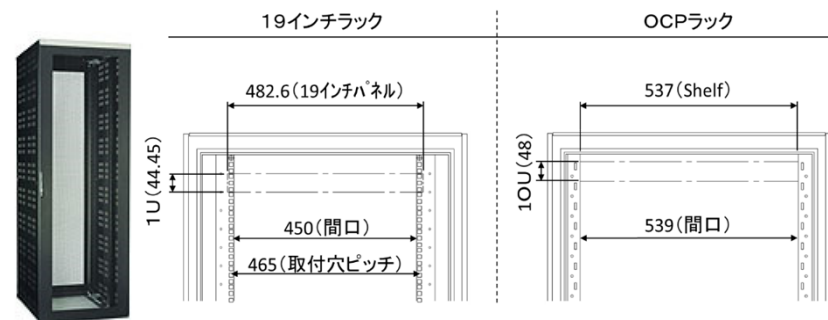 19インチラック
OCPラック
482.6(19インチパネル)
537(Shelf)
1U(44.45)
1OU(48)
450(間口)
539(間口)
465(取付穴ピッチ)